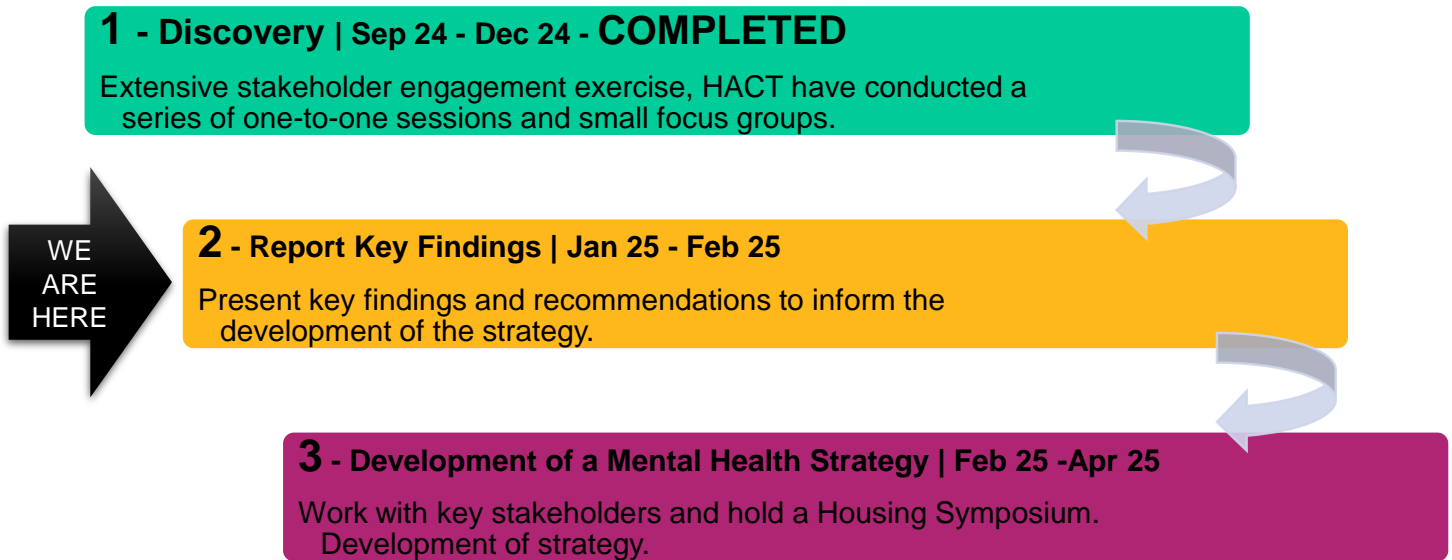 1 - Discovery | Sep 24 - Dec 24 - COMPLETED
Extensive stakeholder engagement exercise, HACT have conducted a
series of one-to-one sessions and small focus groups.
WE
ARE
HERE
2 - Report Key Findings | Jan 25 - Feb 25
Present key findings and recommendations to inform the
development of the strategy.
3 - Development of a Mental Health Strategy | Feb 25 -Apr 25
Work with key stakeholders and hold a Housing Symposium.
Development of strategy.